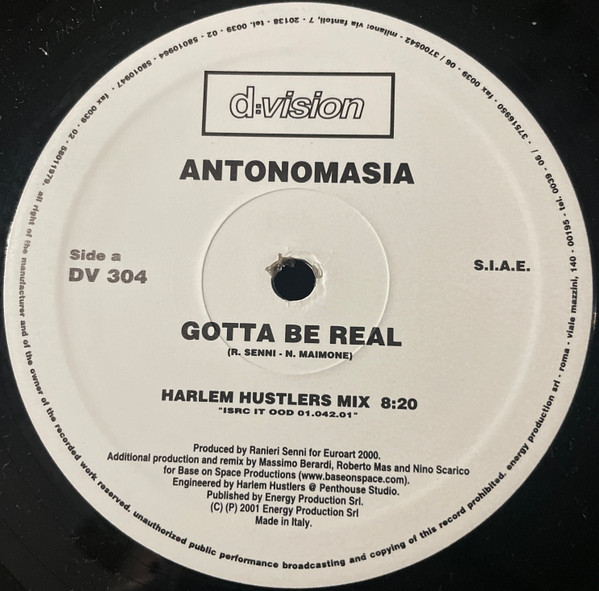 d:vision
ANTONOMASIA
Side a
DV 304
S.I.A.E.
GOTTA BE REAL
(R. SENNI - N. MAIMONE)
HARLEM HUSTLERS MIX 8:20
"ISRC IT OOD 01.042.01"
Produced by Ranieri Senni for Euroart 2000.
Additional production and remix by Massimo Berardi, Roberto Mas and Nino Scarico
for Base on Space Productions (www.baseonspace.com).
Engineered by Harlem Hustlers @ Penthouse Studio.
Published by Energy Production Srl.
(C) (P) 2001 Energy Production Srl
Made in Italy.
all right of the manufacturer and of the owner of the recorded work reserved. unauthorized public performance broadcasting and copying of this record prohibited. energy production srl - roma - viale mazzini, 140 - 00195 - tel. 0039 - 06 / 37516950 - fax 0039 - 06 / 3700542 - milano: via fantoli, 7 - 20138 - tel. 0039 - 02 - 58010964 - 58010947 - fax 0039 - 02 - 58011979.